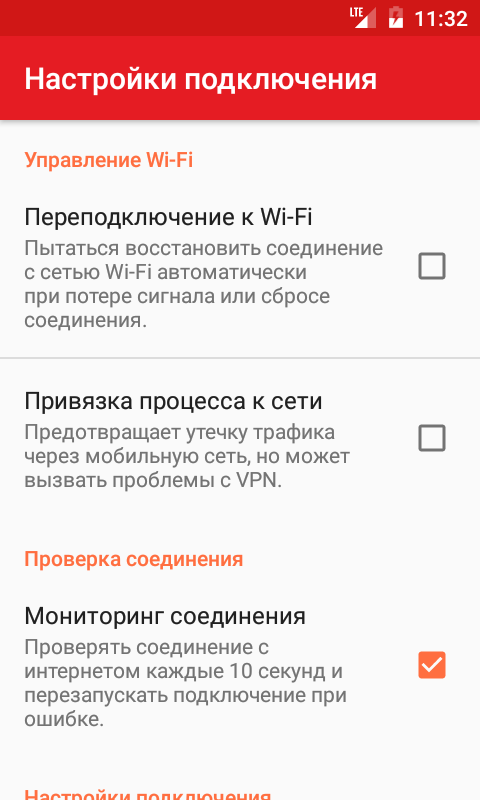 LTE 11:32
Настройки подключения
Управление Wi-Fi
Переподключение к Wi-Fi
Пытаться восстановить соединение
с сетью Wi-Fi автоматически
при потере сигнала или сбросе
соединения.
Привязка процесса к сети
Предотвращает утечку трафика
через мобильную сеть, но может
вызвать проблемы с VPN.
Проверка соединения
Мониторинг соединения
Проверять соединение с
интернетом каждые 10 секунд и
перезапускать подключение при
ошибке.
Настройки подключения